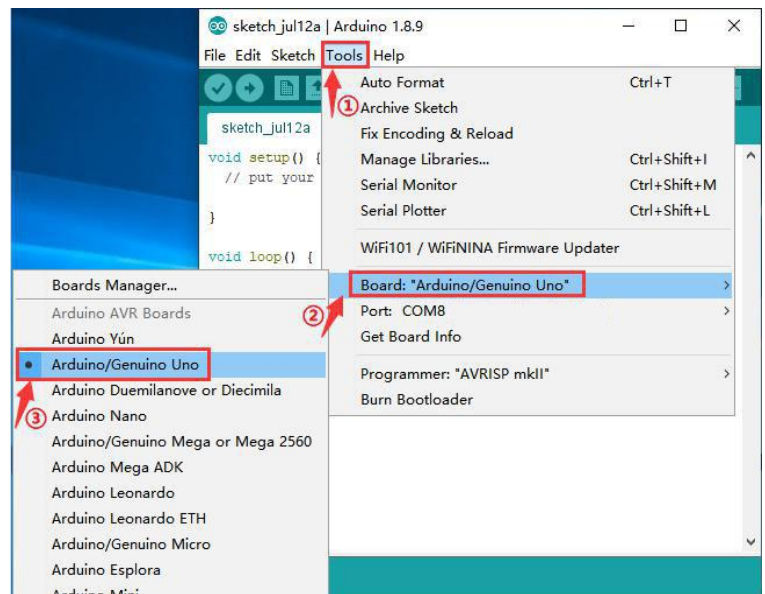 sketch_jul12a | Arduino 1.8.9
File Edit Sketch Tools Help
①
sketch_jul12a
void setup() {
// put your
}
void loop() {
Auto Format Ctrl+T
Archive Sketch
Fix Encoding & Reload
Manage Libraries... Ctrl+Shift+I
Serial Monitor Ctrl+Shift+M
Serial Plotter Ctrl+Shift+L
WiFi101 / WiFiNINA Firmware Updater
② Board: "Arduino/Genuino Uno"
Port: COM8
Get Board Info
Programmer: "AVRISP mkII"
Burn Bootloader
Boards Manager...
Arduino AVR Boards
Arduino Yún
Arduino/Genuino Uno
Arduino Duemilanove or Diecimila
③ Arduino Nano
Arduino/Genuino Mega or Mega 2560
Arduino Mega ADK
Arduino Leonardo
Arduino Leonardo ETH
Arduino/Genuino Micro
Arduino Esplora
Arduino Mini